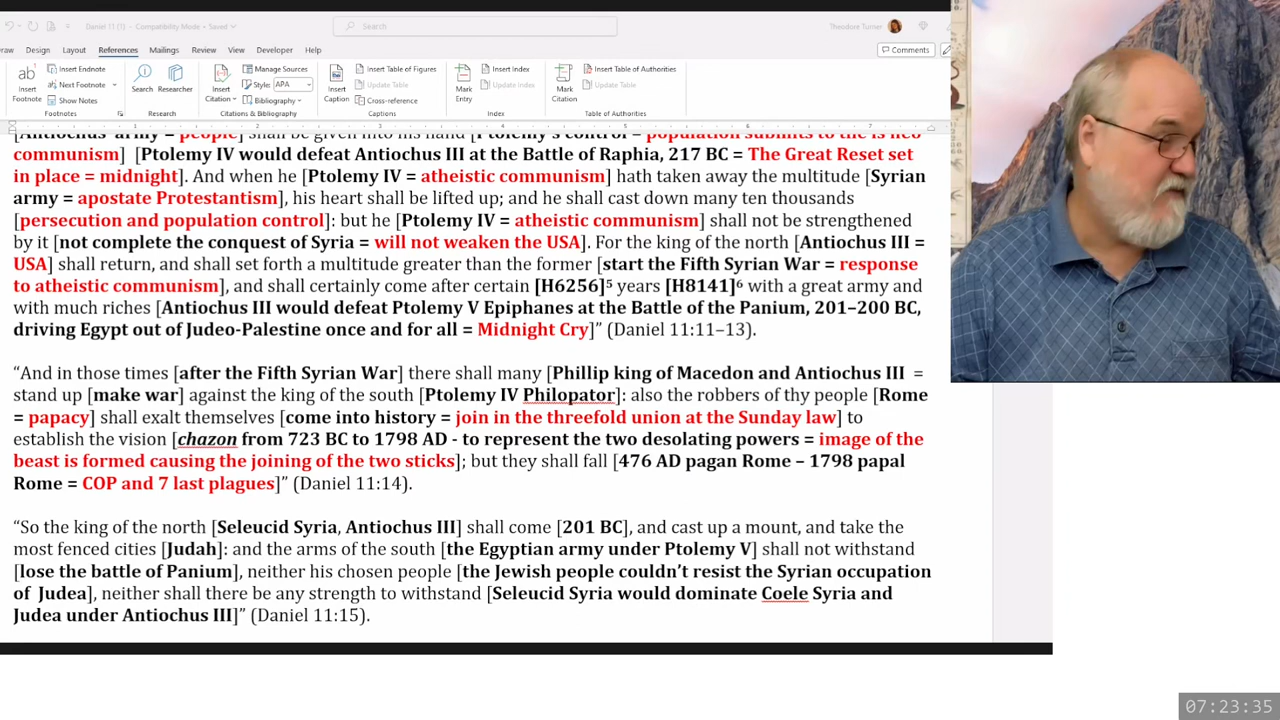 Daniel 11 (1) - Compatibility Mode • Saved
Search
Theodore Turner
Draw Design Layout References Mailings Review View Developer Help
Comments
ab
Insert Footnote
Insert Endnote
Next Footnote
Show Notes
Footnotes
Search
Researcher
Research
Insert Citation
Manage Sources
Style: APA
Bibliography
Citations & Bibliography
Insert Caption
Insert Table of Figures
Update Table
Cross-reference
Captions
Mark Entry
Insert Index
Update Index
Index
Mark Citation
Insert Table of Authorities
Update Table
Table of Authorities
communism] [Ptolemy IV would defeat Antiochus III at the Battle of Raphia, 217 BC = The Great Reset set
in place = midnight]. And when he [Ptolemy IV = atheistic communism] hath taken away the multitude [Syrian
army = apostate Protestantism], his heart shall be lifted up; and he shall cast down many ten thousands
[persecution and population control]: but he [Ptolemy IV = atheistic communism] shall not be strengthened
by it [not complete the conquest of Syria = will not weaken the USA]. For the king of the north [Antiochus III =
USA] shall return, and shall set forth a multitude greater than the former [start the Fifth Syrian War = response
to atheistic communism], and shall certainly come after certain [H6256]⁵ years [H8141]⁶ with a great army and
with much riches [Antiochus III would defeat Ptolemy V Epiphanes at the Battle of the Panium, 201–200 BC,
driving Egypt out of Judeo-Palestine once and for all = Midnight Cry]” (Daniel 11:11–13).
“And in those times [after the Fifth Syrian War] there shall many [Phillip king of Macedon and Antiochus III =
stand up [make war] against the king of the south [Ptolemy IV Philopator]: also the robbers of thy people [Rome
= papacy] shall exalt themselves [come into history = join in the threefold union at the Sunday law] to
establish the vision [chazon from 723 BC to 1798 AD - to represent the two desolating powers = image of the
beast is formed causing the joining of the two sticks]; but they shall fall [476 AD pagan Rome – 1798 papal
Rome = COP and 7 last plagues]” (Daniel 11:14).
“So the king of the north [Seleucid Syria, Antiochus III] shall come [201 BC], and cast up a mount, and take the
most fenced cities [Judah]: and the arms of the south [the Egyptian army under Ptolemy V] shall not withstand
[lose the battle of Panium], neither his chosen people [the Jewish people couldn’t resist the Syrian occupation
of Judea], neither shall there be any strength to withstand [Seleucid Syria would dominate Coele Syria and
Judea under Antiochus III]” (Daniel 11:15).
07:23:35